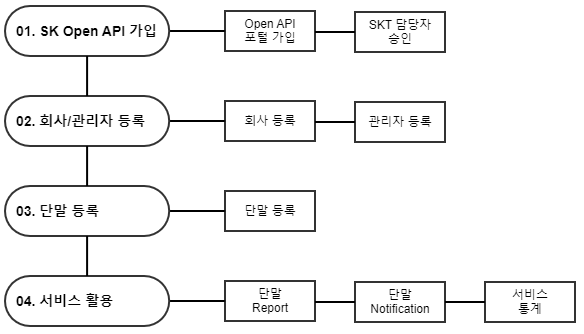 01. SK Open API 가입
Open API
포털 가입
SKT 담당자
승인
02. 회사/관리자 등록
회사 등록
관리자 등록
03. 단말 등록
단말 등록
04. 서비스 활용
단말
Report
단말
Notification
서비스
통계